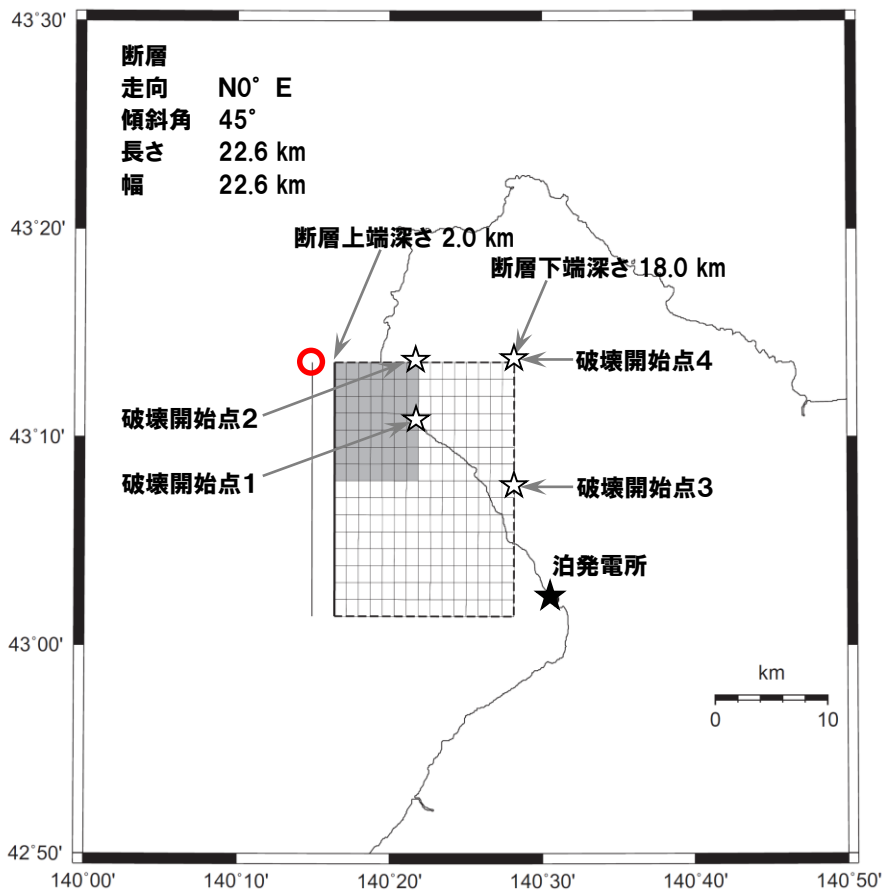 43°30'
断層
走向 N0° E
傾斜角 45°
長さ 22.6 km
幅 22.6 km
43°20'
断層上端深さ 2.0 km
断層下端深さ 18.0 km
破壊開始点4
破壊開始点2
43°10'
破壊開始点1
破壊開始点3
泊発電所
43°00'
km
0 10
42°50'
140°00' 140°10' 140°20' 140°30' 140°40' 140°50'